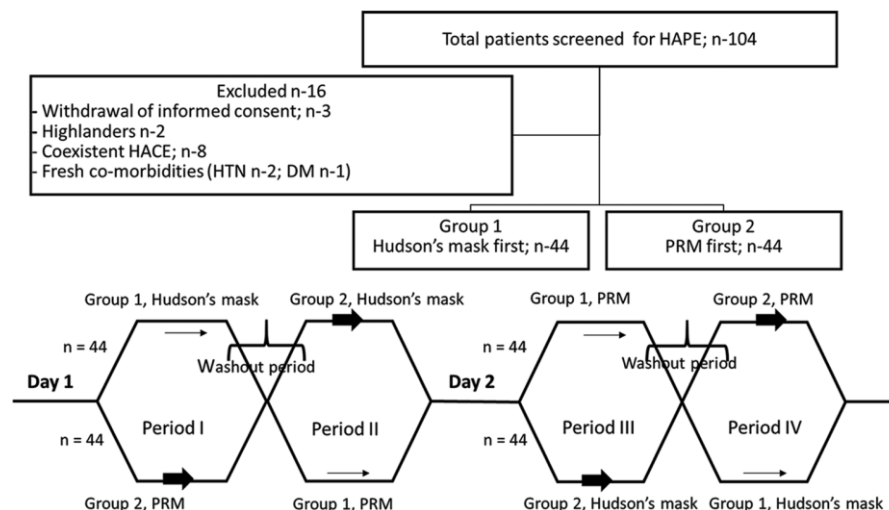 Total patients screened for HAPE; n-104
Excluded n-16
- Withdrawal of informed consent; n-3
- Highlanders n-2
- Coexistent HACE; n-8
- Fresh co-morbidities (HTN n-2; DM n-1)
Group 1
Hudson's mask first; n-44
Group 2
PRM first; n-44
Group 1, Hudson's mask
Group 2, Hudson's mask
Group 1, PRM
Group 2, PRM
n = 44
Washout period
n = 44
Washout period
Day 1
Day 2
n = 44
Period I
Period II
n = 44
Period III
Period IV
Group 2, PRM
Group 1, PRM
Group 2, Hudson's mask
Group 1, Hudson's mask